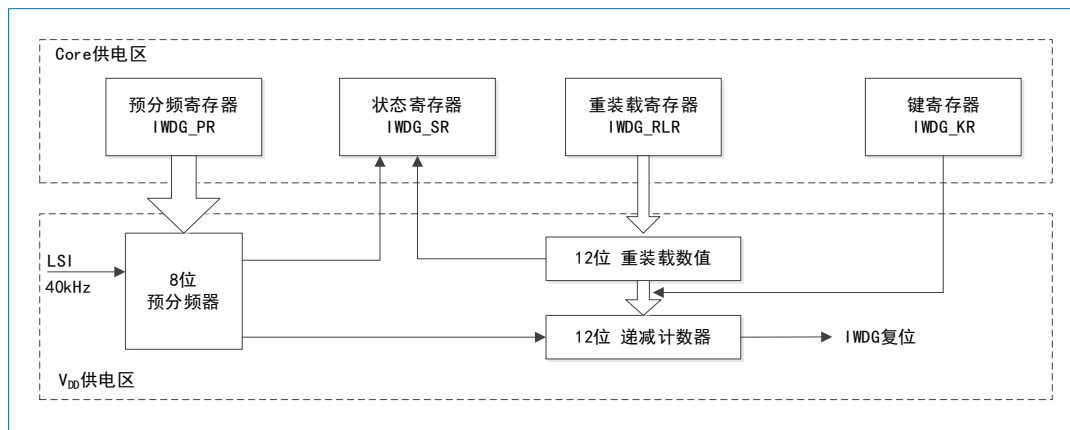 Core供电区
预分频寄存器
IWDG_PR
状态寄存器
IWDG_SR
重装载寄存器
IWDG_RLR
键寄存器
IWDG_KR
LSI
40kHz
8位
预分频器
12位 重装载数值
12位 递减计数器
IWDG复位
VDD供电区